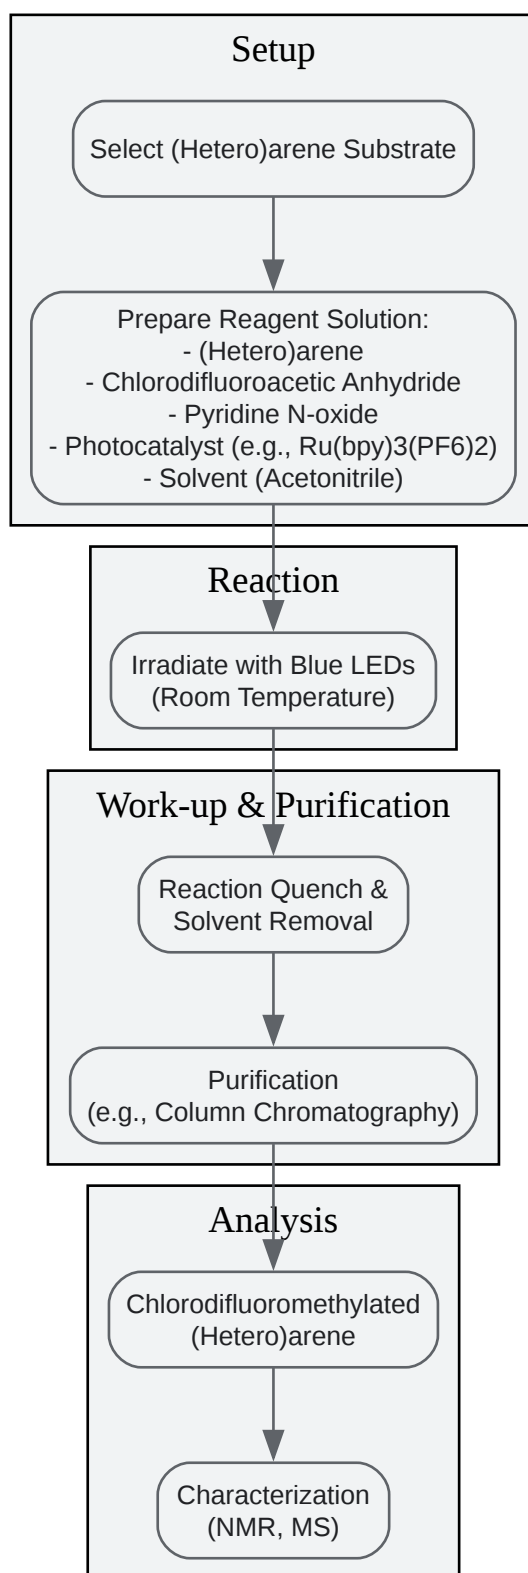 Setup
Select (Hetero)arene Substrate
Prepare Reagent Solution:
- (Hetero)arene
- Chlorodifluoroacetic Anhydride
- Pyridine N-oxide
- Photocatalyst (e.g., Ru(bpy)3(PF6)2)
- Solvent (Acetonitrile)
Reaction
Irradiate with Blue LEDs
(Room Temperature)
Work-up & Purification
Reaction Quench &
Solvent Removal
Purification
(e.g., Column Chromatography)
Analysis
Chlorodifluoromethylated
(Hetero)arene
Characterization
(NMR, MS)